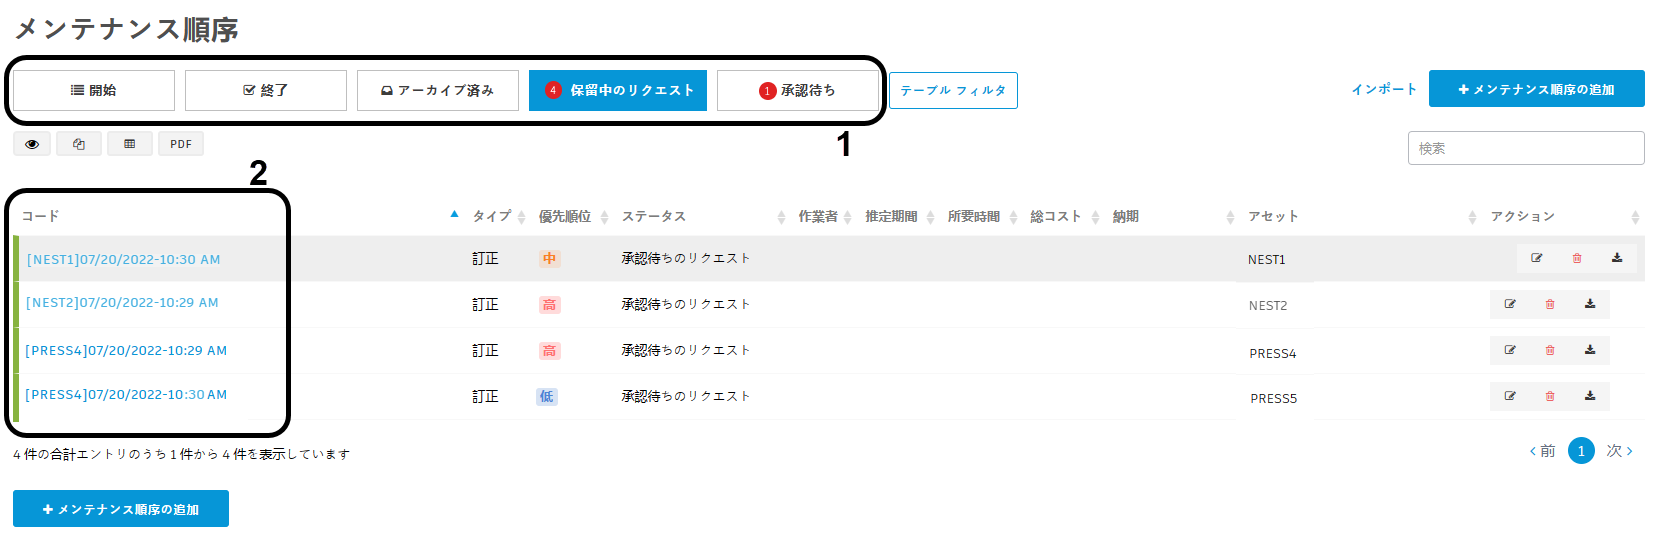 メンテナンス順序
開始 終了 アーカイブ済み 4 保留中のリクエスト 1 承認待ち テーブル フィルタ インポート メンテナンス順序の追加
1
PDF 検索
2
コード タイプ 優先順位 ステータス 作業者 推定期間 所要時間 総コスト 納期 アセット アクション
[NEST1]07/20/2022-10:30 AM 訂正 中 承認待ちのリクエスト NEST1
[NEST2]07/20/2022-10:29 AM 訂正 高 承認待ちのリクエスト NEST2
[PRESS4]07/20/2022-10:29 AM 訂正 高 承認待ちのリクエスト PRESS4
[PRESS4]07/20/2022-10:30 AM 訂正 低 承認待ちのリクエスト PRESS5
4 件の合計エントリのうち 1 件から 4 件を表示しています 前 1 次
メンテナンス順序の追加